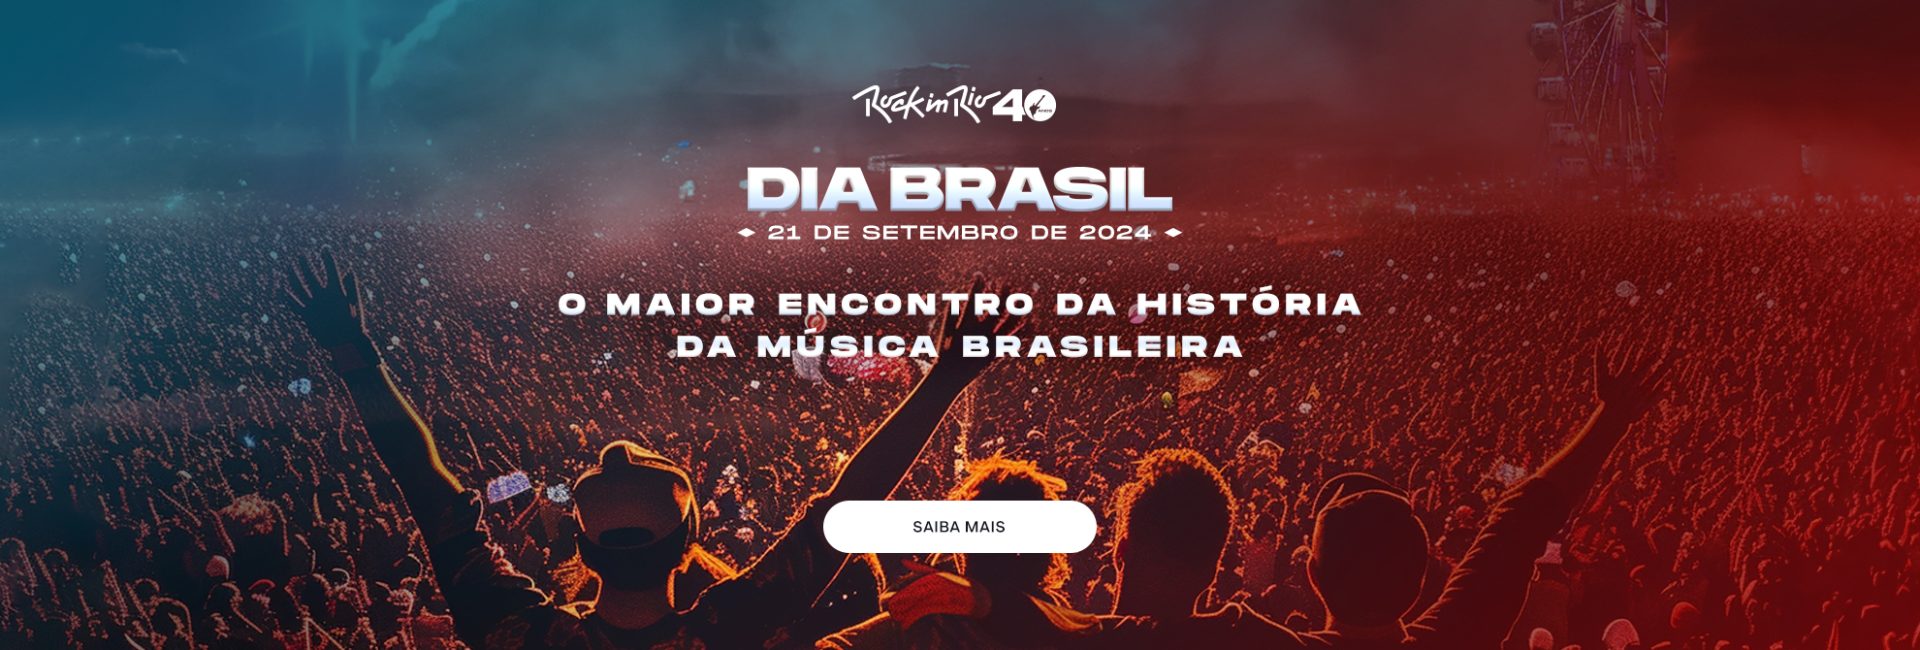 Rock in Rio 40
DIA BRASIL
21 DE SETEMBRO DE 2024
O MAIOR ENCONTRO DA HISTÓRIA
DA MÚSICA BRASILEIRA
SAIBA MAIS